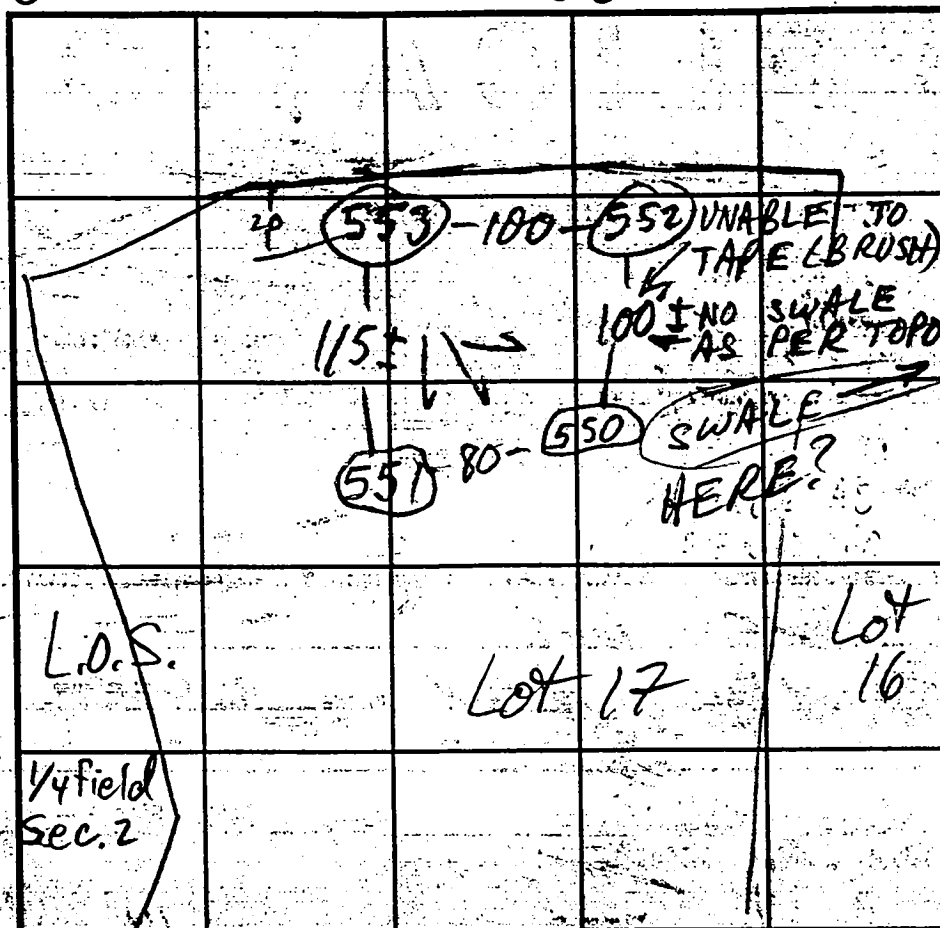 553 -100- 552 UNABLE TO
TAPE (BRUSH)
115± 100± NO SWALE
AS PER TOPO
551 -80- 550 SWALE
HERE?
L.O.S.
Lot 17
Lot
16
1/4 field
Sec. 2